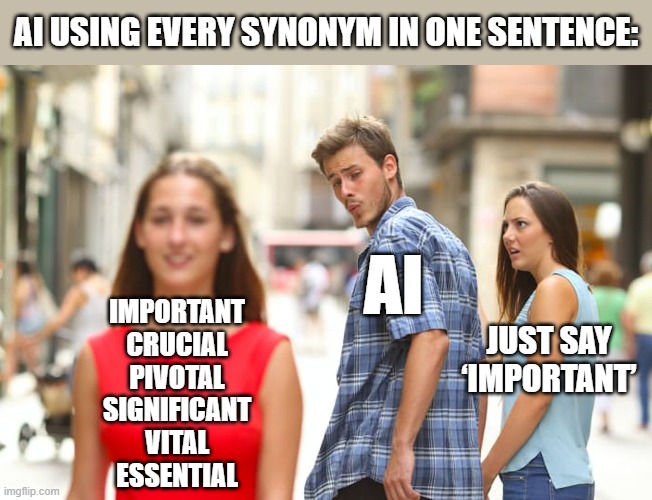 AI USING EVERY SYNONYM IN ONE SENTENCE:
IMPORTANT
CRUCIAL
PIVOTAL
SIGNIFICANT
VITAL
ESSENTIAL
AI
JUST SAY
‘IMPORTANT’
imgflip.com